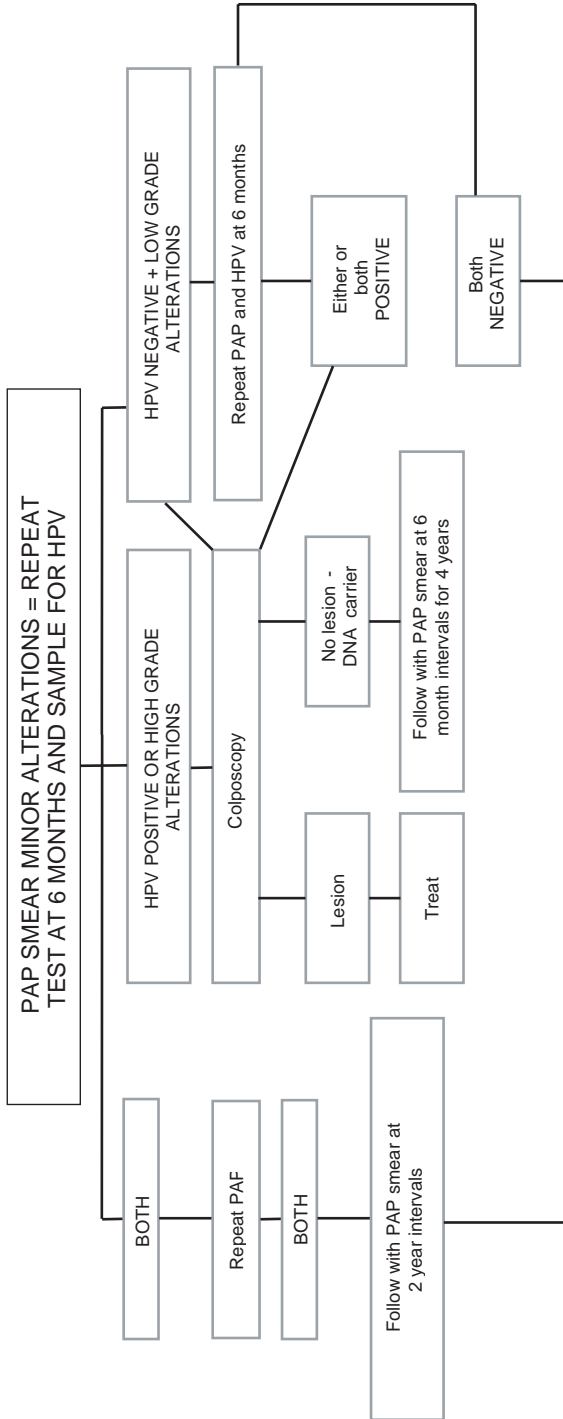 PAP SMEAR MINOR ALTERATIONS = REPEAT
TEST AT 6 MONTHS AND SAMPLE FOR HPV
BOTH
Repeat PAF
BOTH
Follow with PAP smear at
2 year intervals
HPV POSITIVE OR HIGH GRADE
ALTERATIONS
Colposcopy
Lesion
Treat
No lesion -
DNA carrier
Follow with PAP smear at 6
month intervals for 4 years
HPV NEGATIVE + LOW GRADE
ALTERATIONS
Repeat PAP and HPV at 6 months
Either or
both
POSITIVE
Both
NEGATIVE